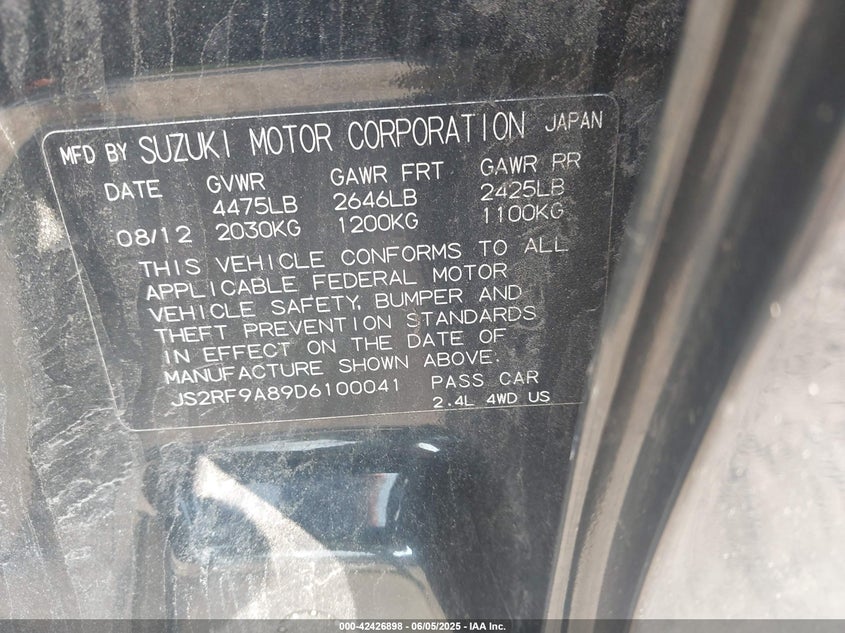 MFD BY SUZUKI MOTOR CORPORATION JAPAN
DATE GVWR GAWR FRT GAWR RR
4475LB 2646LB 2425LB
08/12 2030KG 1200KG 1100KG
THIS VEHICLE CONFORMS TO ALL
APPLICABLE FEDERAL MOTOR
VEHICLE SAFETY, BUMPER AND
THEFT PREVENTION STANDARDS
IN EFFECT ON THE DATE OF
MANUFACTURE SHOWN ABOVE.
JS2RF9A89D6100041 PASS CAR
2.4L 4WD US
000-42426898 - 06/05/2025 - IAA Inc.